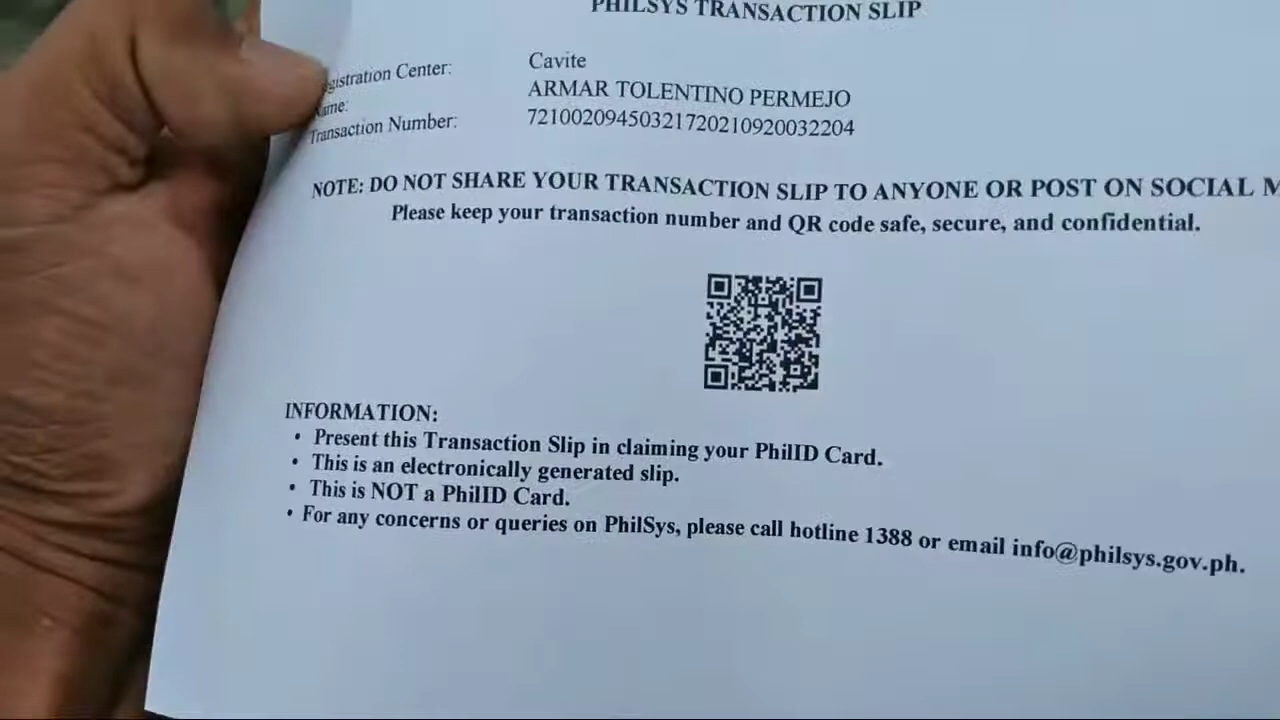 PHILSYS TRANSACTION SLIP
gistration Center: Cavite
ame: ARMAR TOLENTINO PERMEJO
Transaction Number: 72100209450321720210920032204
NOTE: DO NOT SHARE YOUR TRANSACTION SLIP TO ANYONE OR POST ON SOCIAL M
Please keep your transaction number and QR code safe, secure, and confidential.
INFORMATION:
• Present this Transaction Slip in claiming your PhilID Card.
• This is an electronically generated slip.
• This is NOT a PhilID Card.
• For any concerns or queries on PhilSys, please call hotline 1388 or email info@philsys.gov.ph.